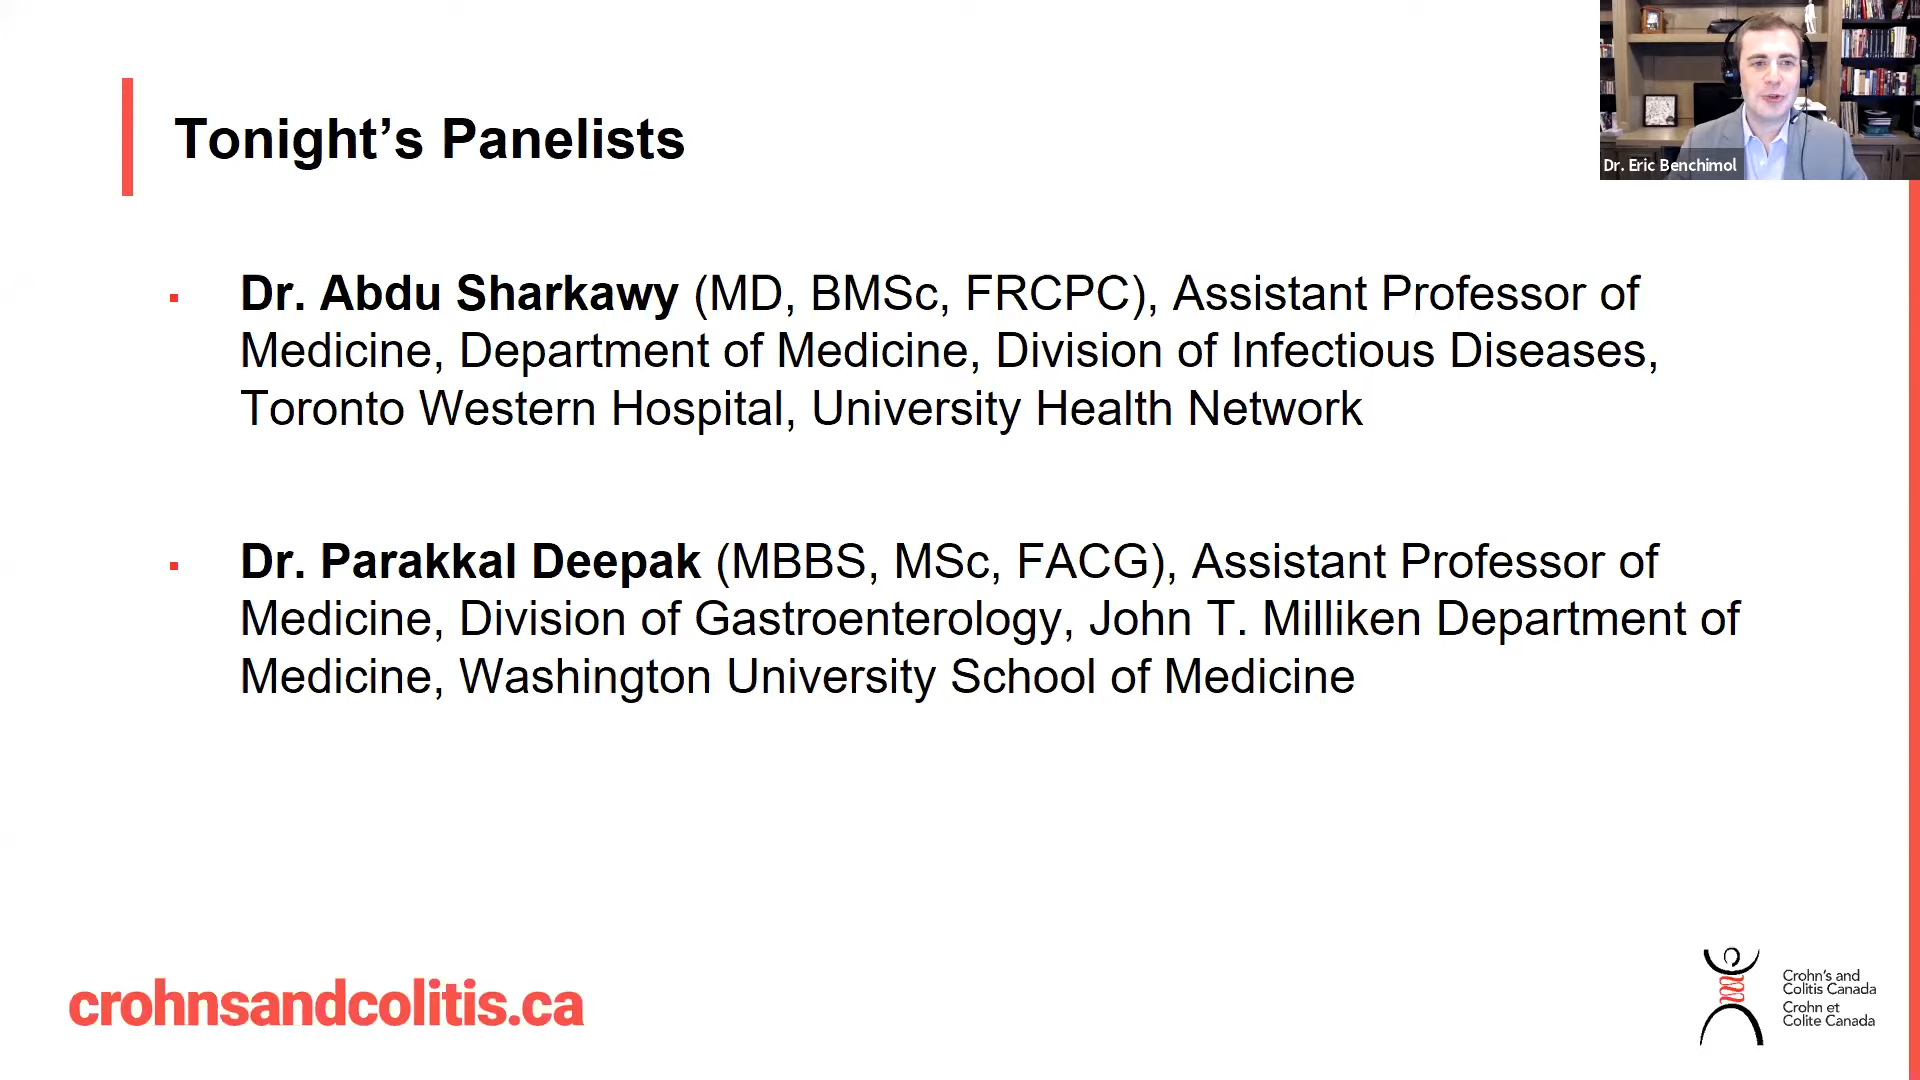 Tonight’s Panelists
Dr. Eric Benchimol
▪ Dr. Abdu Sharkawy (MD, BMSc, FRCPC), Assistant Professor of
Medicine, Department of Medicine, Division of Infectious Diseases,
Toronto Western Hospital, University Health Network
▪ Dr. Parakkal Deepak (MBBS, MSc, FACG), Assistant Professor of
Medicine, Division of Gastroenterology, John T. Milliken Department of
Medicine, Washington University School of Medicine
crohnsandcolitis.ca
Crohn’s and
Colitis Canada
Crohn et
Colite Canada